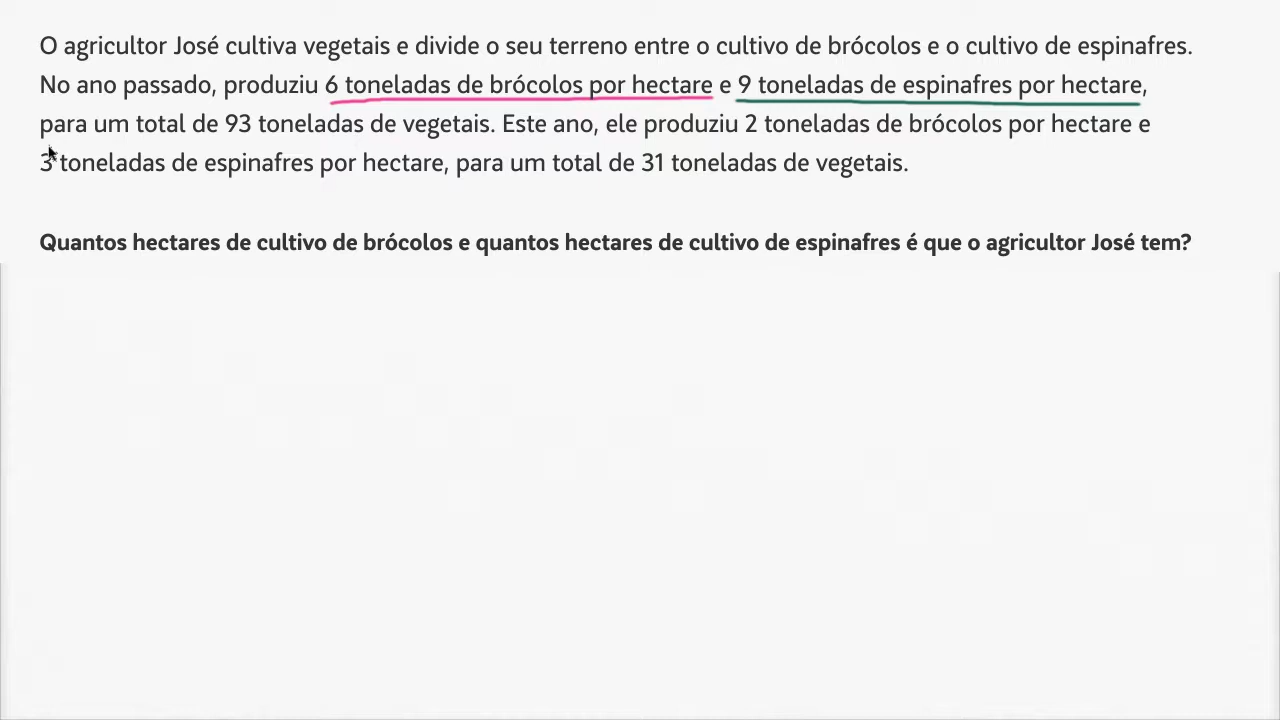 O agricultor José cultiva vegetais e divide o seu terreno entre o cultivo de brócolos e o cultivo de espinafres.
No ano passado, produziu 6 toneladas de brócolos por hectare e 9 toneladas de espinafres por hectare,
para um total de 93 toneladas de vegetais. Este ano, ele produziu 2 toneladas de brócolos por hectare e
3 toneladas de espinafres por hectare, para um total de 31 toneladas de vegetais.
Quantos hectares de cultivo de brócolos e quantos hectares de cultivo de espinafres é que o agricultor José tem?